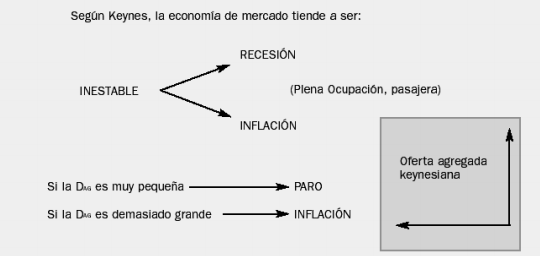 Según Keynes, la economía de mercado tiende a ser:
RECESIÓN
INESTABLE
(Plena Ocupación, pasajera)
INFLACIÓN
Oferta agregada
keynesiana
Si la DAG es muy pequeña
PARO
Si la DAG es demasiado grande
INFLACIÓN